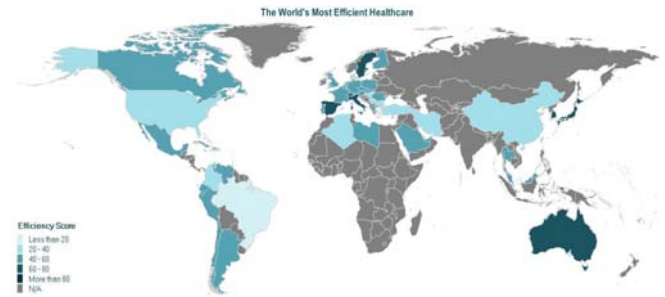 The World's Most Efficient Healthcare
Efficiency Score
Less than 20
20 - 40
40 - 60
60 - 80
More than 80
N/A